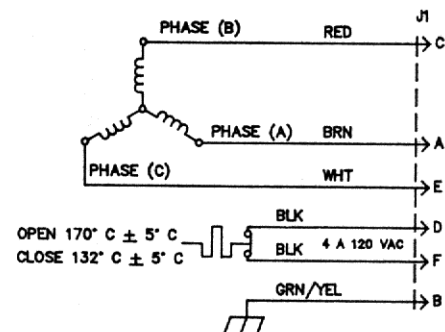 J1
PHASE (B) RED C
PHASE (A) BRN A
PHASE (C) WHT E
BLK D
OPEN 170° C ± 5° C 4 A 120 VAC
CLOSE 132° C ± 5° C BLK F
GRN/YEL B